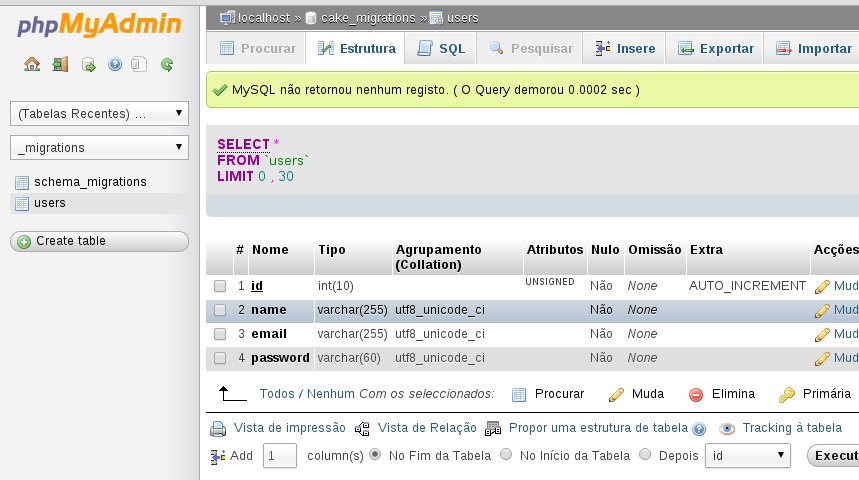 phpMyAdmin
(Tabelas Recentes) ...
_migrations
schema_migrations
users
Create table
localhost » cake_migrations » users
Procurar Estrutura SQL Pesquisar Insere Exportar Importar
MySQL não retornou nenhum registo. ( O Query demorou 0.0002 sec )
SELECT *
FROM `users`
LIMIT 0 , 30
# Nome Tipo Agrupamento (Collation) Atributos Nulo Omissão Extra Acções
1 id int(10) UNSIGNED Não None AUTO_INCREMENT Mud
2 name varchar(255) utf8_unicode_ci Não None Mud
3 email varchar(255) utf8_unicode_ci Não None Mud
4 password varchar(60) utf8_unicode_ci Não None Mud
Todos / Nenhum Com os seleccionados: Procurar Muda Elimina Primária
Vista de impressão Vista de Relação Propor uma estrutura de tabela Tracking à tabela
Add 1 column(s) No Fim da Tabela No Início da Tabela Depois id Execut